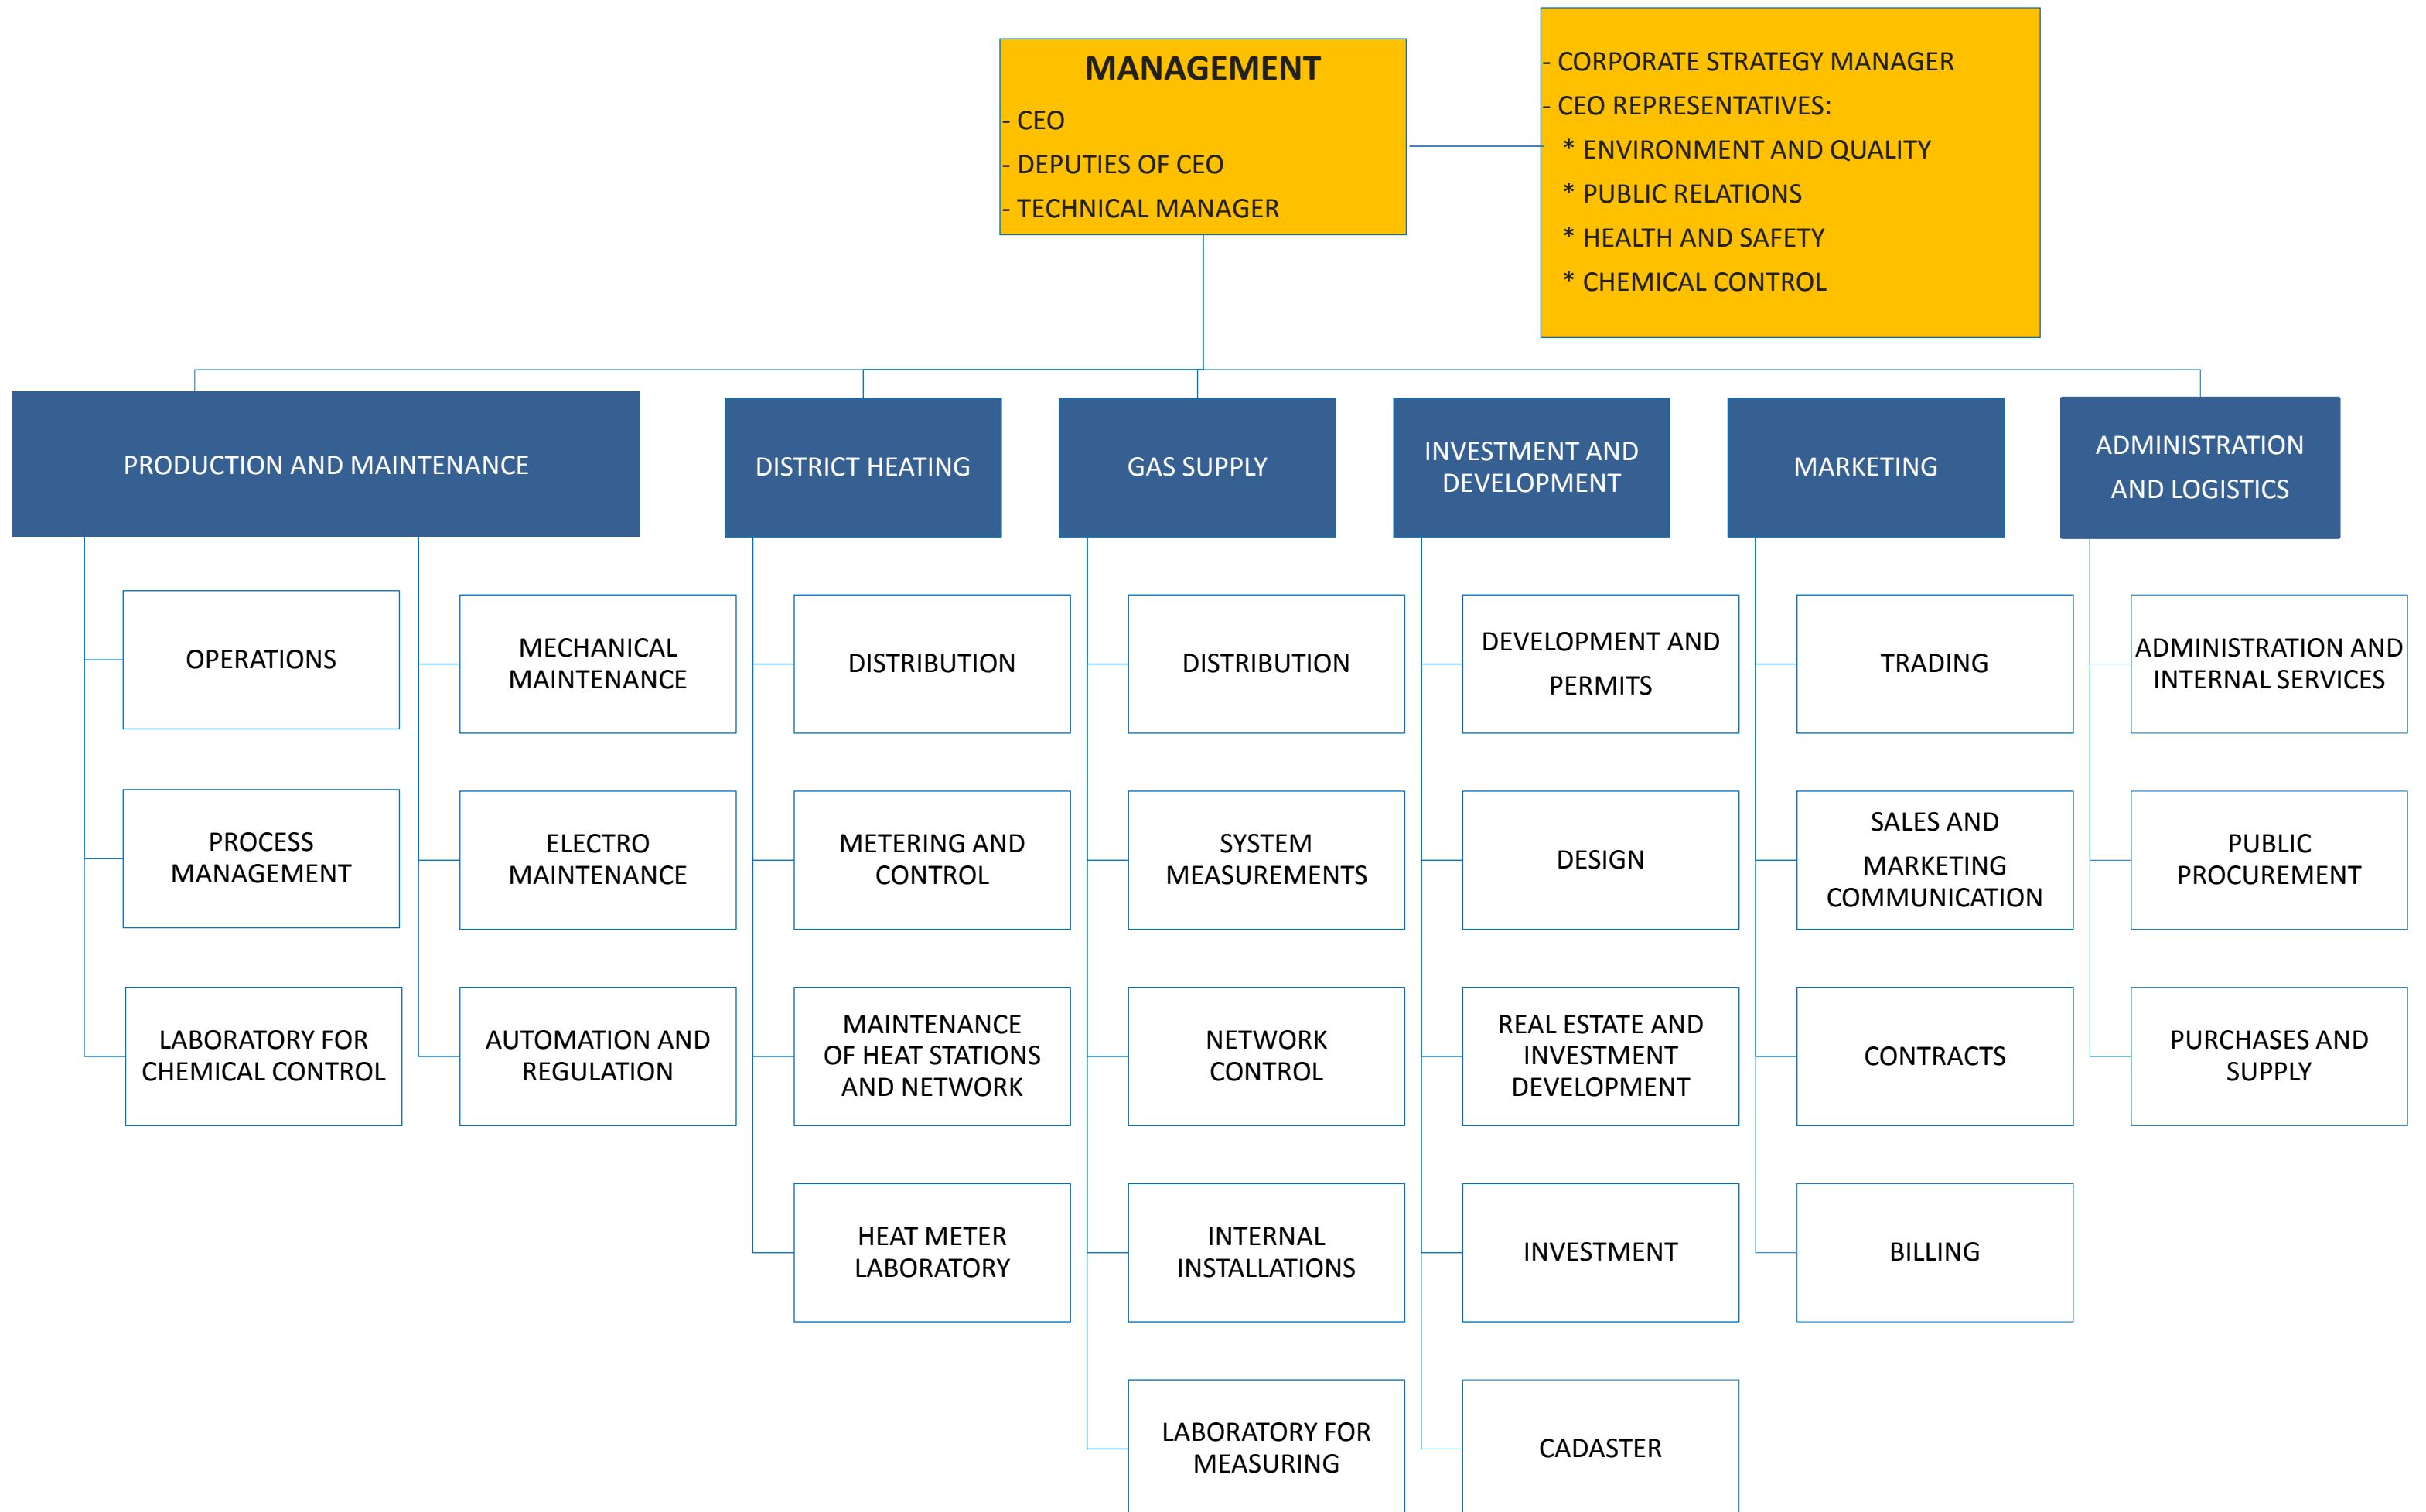 MANAGEMENT
- CEO
- DEPUTIES OF CEO
- TECHNICAL MANAGER
- CORPORATE STRATEGY MANAGER
- CEO REPRESENTATIVES:
* ENVIRONMENT AND QUALITY
* PUBLIC RELATIONS
* HEALTH AND SAFETY
* CHEMICAL CONTROL
PRODUCTION AND MAINTENANCE
DISTRICT HEATING
GAS SUPPLY
INVESTMENT AND
DEVELOPMENT
MARKETING
ADMINISTRATION
AND LOGISTICS
OPERATIONS
MECHANICAL
MAINTENANCE
DISTRIBUTION
DISTRIBUTION
DEVELOPMENT AND
PERMITS
TRADING
ADMINISTRATION AND
INTERNAL SERVICES
PROCESS
MANAGEMENT
ELECTRO
MAINTENANCE
METERING AND
CONTROL
SYSTEM
MEASUREMENTS
DESIGN
SALES AND
MARKETING
COMMUNICATION
PUBLIC
PROCUREMENT
LABORATORY FOR
CHEMICAL CONTROL
AUTOMATION AND
REGULATION
MAINTENANCE
OF HEAT STATIONS
AND NETWORK
NETWORK
CONTROL
REAL ESTATE AND
INVESTMENT
DEVELOPMENT
CONTRACTS
PURCHASES AND
SUPPLY
HEAT METER
LABORATORY
INTERNAL
INSTALLATIONS
INVESTMENT
BILLING
LABORATORY FOR
MEASURING
CADASTER